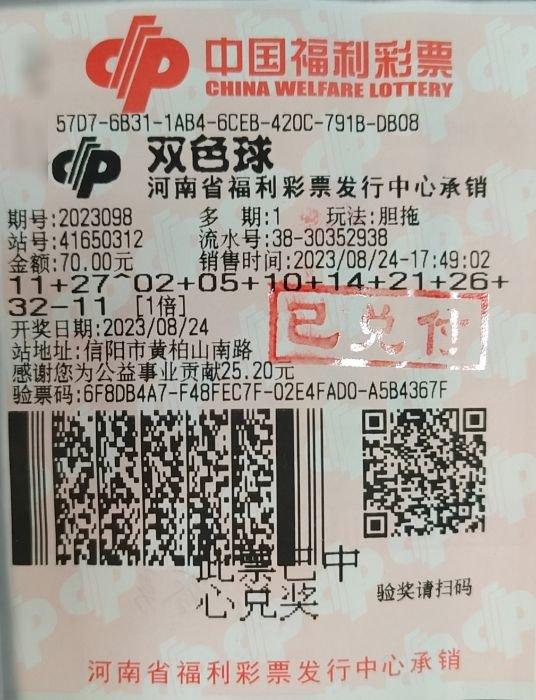 中国福利彩票
CHINA WELFARE LOTTERY
57D7-6B31-1AB4-6CEB-420C-791B-DB08
双色球
河南省福利彩票发行中心承销
期号:2023098 多 期:1 玩法:胆拖
站号:41650312 流水号:38-30352938
金额:70.00元 销售时间:2023/08/24-17:49:02
11+27^02+05+10+14+21+26+
32-11 [1倍]
已兑付
开奖日期:2023/08/24
站地址:信阳市黄柏山南路
感谢您为公益事业贡献25.20元
验票码:6F8DB4A7-F48FEC7F-02E4FAD0-A5B4367F
此票已中
心兑奖
验奖请扫码
河南省福利彩票发行中心承销